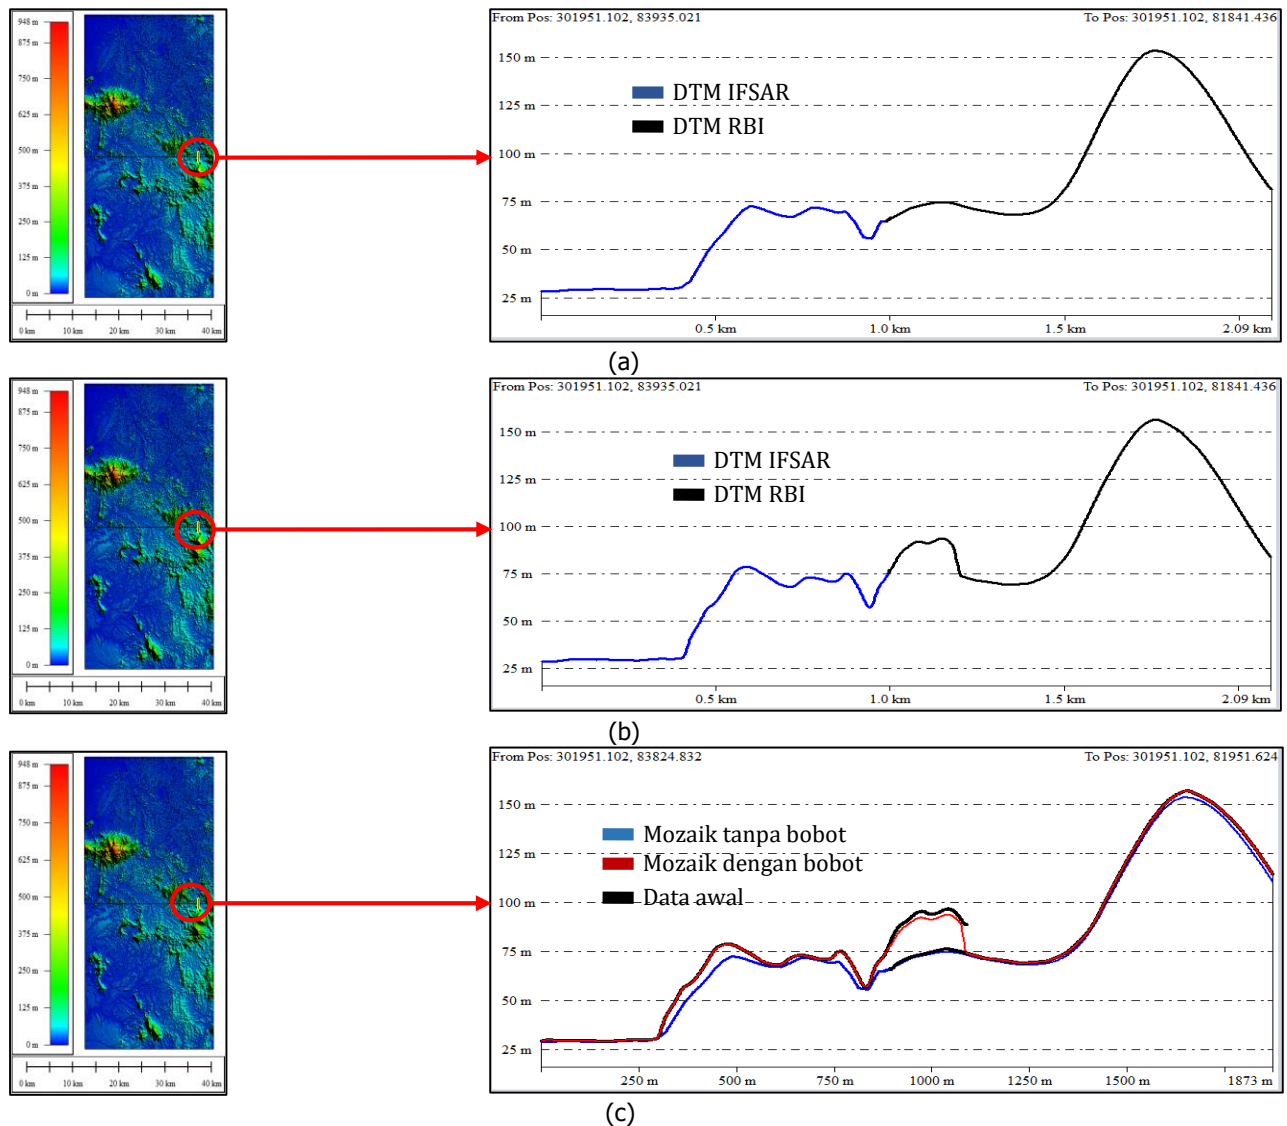 948 m
875 m
750 m
625 m
500 m
375 m
250 m
125 m
0 m
0 km 10 km 20 km 30 km 40 km
From Pos: 301951.102, 83935.021 To Pos: 301951.102, 81841.436
150 m
DTM IFSAR
125 m
DTM RBI
100 m
75 m
50 m
25 m
0.5 km 1.0 km 1.5 km 2.09 km
(a)
948 m
875 m
750 m
625 m
500 m
375 m
250 m
125 m
0 m
0 km 10 km 20 km 30 km 40 km
From Pos: 301951.102, 83935.021 To Pos: 301951.102, 81841.436
150 m
DTM IFSAR
125 m
DTM RBI
100 m
75 m
50 m
25 m
0.5 km 1.0 km 1.5 km 2.09 km
(b)
948 m
875 m
750 m
625 m
500 m
375 m
250 m
125 m
0 m
0 km 10 km 20 km 30 km 40 km
From Pos: 301951.102, 83824.832 To Pos: 301951.102, 81951.624
150 m
Mozaik tanpa bobot
125 m
Mozaik dengan bobot
Data awal
100 m
75 m
50 m
25 m
250 m 500 m 750 m 1000 m 1250 m 1500 m 1873 m
(c)